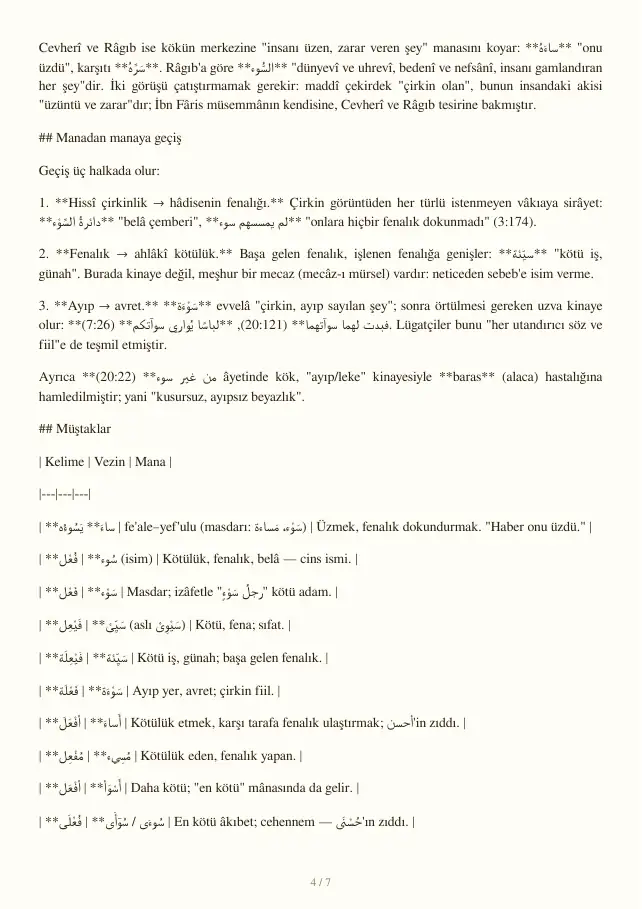 Cevherî ve Râgıb ise kökün merkezine "insanı üzen, zarar veren şey" manasını koyar: **ساءَهُ** "onu
üzdü", karşıtı **سَرَّهُ**. Râgıb'a göre **السُّوء** "dünyevî ve uhrevî, bedenî ve nefsânî, insanı gamlandıran
her şey"dir. İki görüşü çatıştırmamak gerekir: maddî çekirdek "çirkin olan", bunun insandaki akisi
"üzüntü ve zarar"dır; İbn Fâris müsemmânın kendisine, Cevherî ve Râgıb tesirine bakmıştır.
## Manadan manaya geçiş
Geçiş üç halkada olur:
1. **Hissî çirkinlik → hâdisenin fenalığı.** Çirkin görüntüden her türlü istenmeyen vâkıaya sirâyet:
**دائرةُ السَّوْء** "belâ çemberi", **لم يمسسهم سوء** "onlara hiçbir fenalık dokunmadı" (3:174).
2. **Fenalık → ahlâkî kötülük.** Başa gelen fenalık, işlenen fenalığa genişler: **سيّئة** "kötü iş,
günah". Burada kinaye değil, meşhur bir mecaz (mecâz-ı mürsel) vardır: neticeden sebeb'e isim verme.
3. **Ayıp → avret.** **سَوْءَة** evvelâ "çirkin, ayıp sayılan şey"; sonra örtülmesi gereken uzva kinaye
olur: **لباسًا يُواري سوآتكم** (7:26), **فبدت لهما سوآتهما** (20:121). Lügatçiler bunu "her utandırıcı söz ve
fiil"e de teşmil etmiştir.
Ayrıca **من غير سوء** (20:22) âyetinde kök, "ayıp/leke" kinayesiyle **baras** (alaca) hastalığına
hamledilmiştir; yani "kusursuz, ayıpsız beyazlık".
## Müştaklar
| Kelime | Vezin | Mana |
|---|---|---|
| **ساءَ** يَسُوءُه** | fe'ale–yef'ulu (masdarı: سَوْء، مَساءة) | Üzmek, fenalık dokundurmak. "Haber onu üzdü." |
| **سُوء** | فُعْل (isim) | Kötülük, fenalık, belâ — cins ismi. |
| **سَوْء** | فَعْل | Masdar; izâfetle "رجلُ سَوْءٍ" kötü adam. |
| **سَيّئ** | فَيْعِل (aslı سَيْوِئ) | Kötü, fena; sıfat. |
| **سَيّئة** | فَيْعِلَة | Kötü iş, günah; başa gelen fenalık. |
| **سَوْءَة** | فَعْلَة | Ayıp yer, avret; çirkin fiil. |
| **أَساءَ** | أَفْعَلَ | Kötülük etmek, karşı tarafa fenalık ulaştırmak; أحسن'in zıddı. |
| **مُسِيء** | مُفْعِل | Kötülük eden, fenalık yapan. |
| **أَسْوَأ** | أَفْعَل | Daha kötü; "en kötü" mânasında da gelir. |
| **سُوءَى / سُوَٓأَى** | فُعْلَى | En kötü âkıbet; cehennem — حُسْنَى'ın zıddı. |
4 / 7